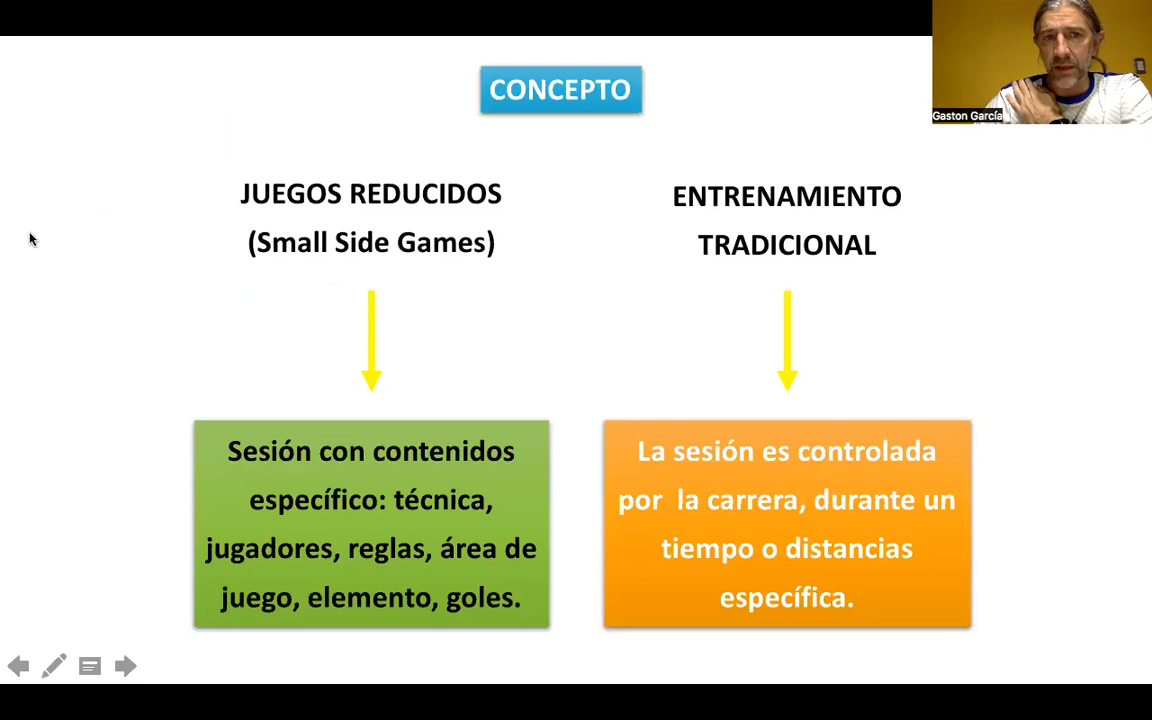 CONCEPTO
Gaston García
JUEGOS REDUCIDOS
(Small Side Games)
ENTRENAMIENTO
TRADICIONAL
Sesión con contenidos
específico: técnica,
jugadores, reglas, área de
juego, elemento, goles.
La sesión es controlada
por la carrera, durante un
tiempo o distancias
específica.